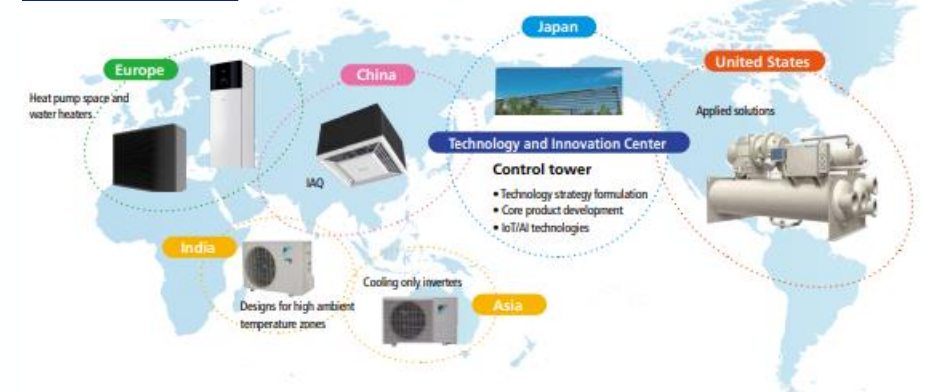 Japan
Europe
China
United States
Heat pump space and
water heaters.
Applied solutions
Technology and Innovation Center
Control tower
IAQ
• Technology strategy formulation
• Core product development
• IoT/AI technologies
India
Cooling only inverters
Designs for high ambient
temperature zones
Asia